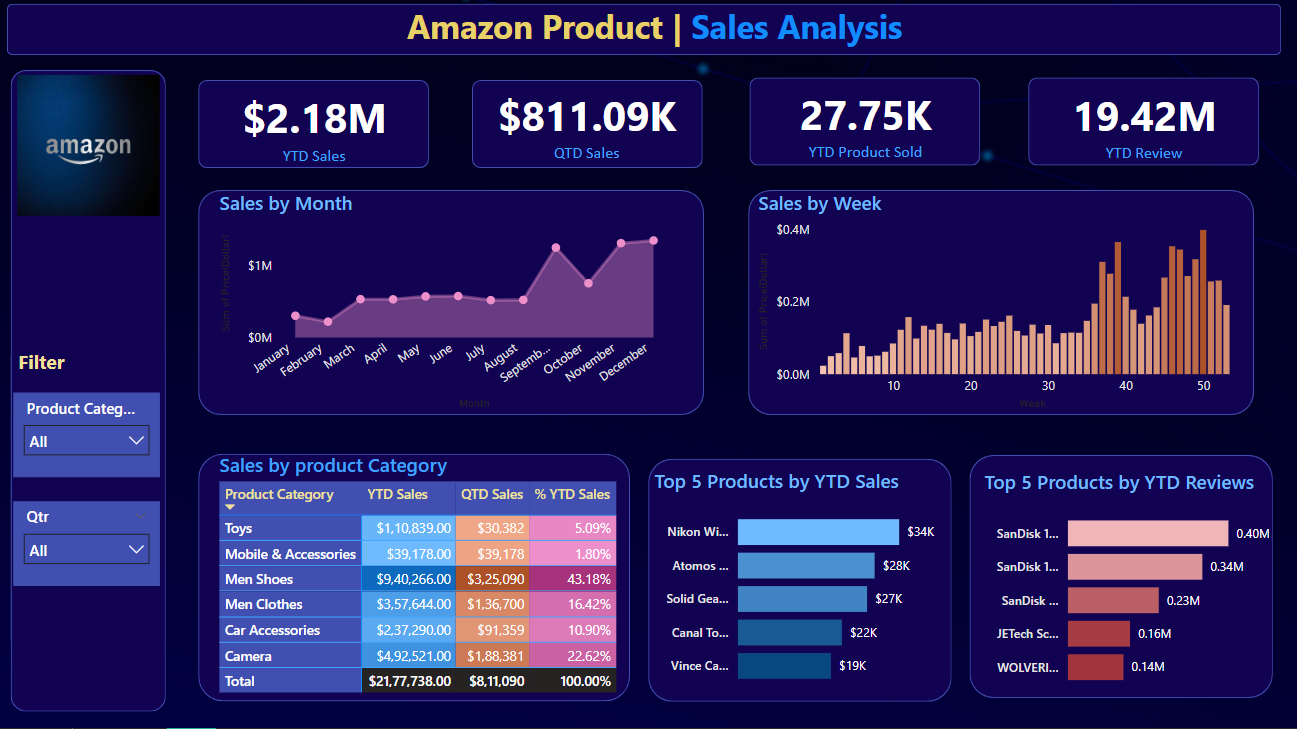 Amazon Product | Sales Analysis
amazon
$2.18M
YTD Sales
$811.09K
QTD Sales
27.75K
YTD Product Sold
19.42M
YTD Review
Filter
Product Categ...
All
Qtr
All
Sales by Month
Sum of Price(Dollar)
$1M
$0M
January
February
March
April
May
June
July
August
Septemb...
October
November
December
Month
Sales by Week
Sum of Price(Dollar)
$0.4M
$0.2M
$0.0M
10 20 30 40 50
Week
Sales by product Category
Product Category YTD Sales QTD Sales % YTD Sales
Toys $1,10,839.00 $30,382 5.09%
Mobile & Accessories $39,178.00 $39,178 1.80%
Men Shoes $9,40,266.00 $3,25,090 43.18%
Men Clothes $3,57,644.00 $1,36,700 16.42%
Car Accessories $2,37,290.00 $91,359 10.90%
Camera $4,92,521.00 $1,88,381 22.62%
Total $21,77,738.00 $8,11,090 100.00%
Top 5 Products by YTD Sales
Nikon Wi... $34K
Atomos ... $28K
Solid Gea... $27K
Canal To... $22K
Vince Ca... $19K
Top 5 Products by YTD Reviews
SanDisk 1... 0.40M
SanDisk 1... 0.34M
SanDisk ... 0.23M
JETech Sc... 0.16M
WOLVERI... 0.14M